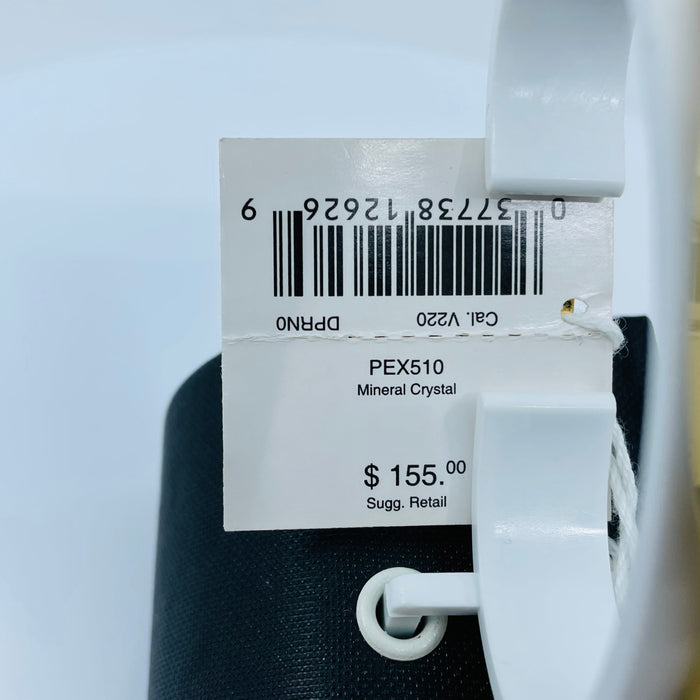 0 37738 12626 9
Cal. V220 DPRN0
PEX510
Mineral Crystal
$ 155.00
Sugg. Retail